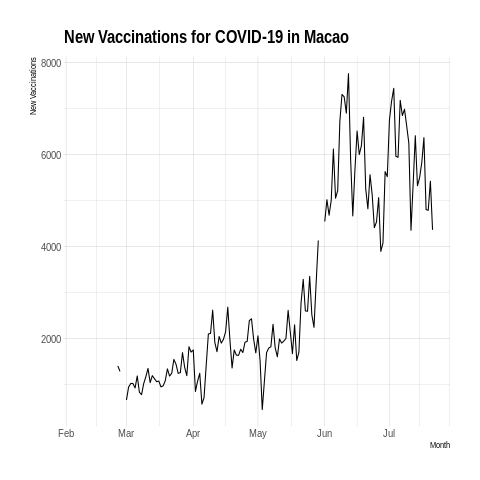 New Vaccinations for COVID-19 in Macao
New Vaccinations
8000
6000
4000
2000
Feb Mar Apr May Jun Jul
Month